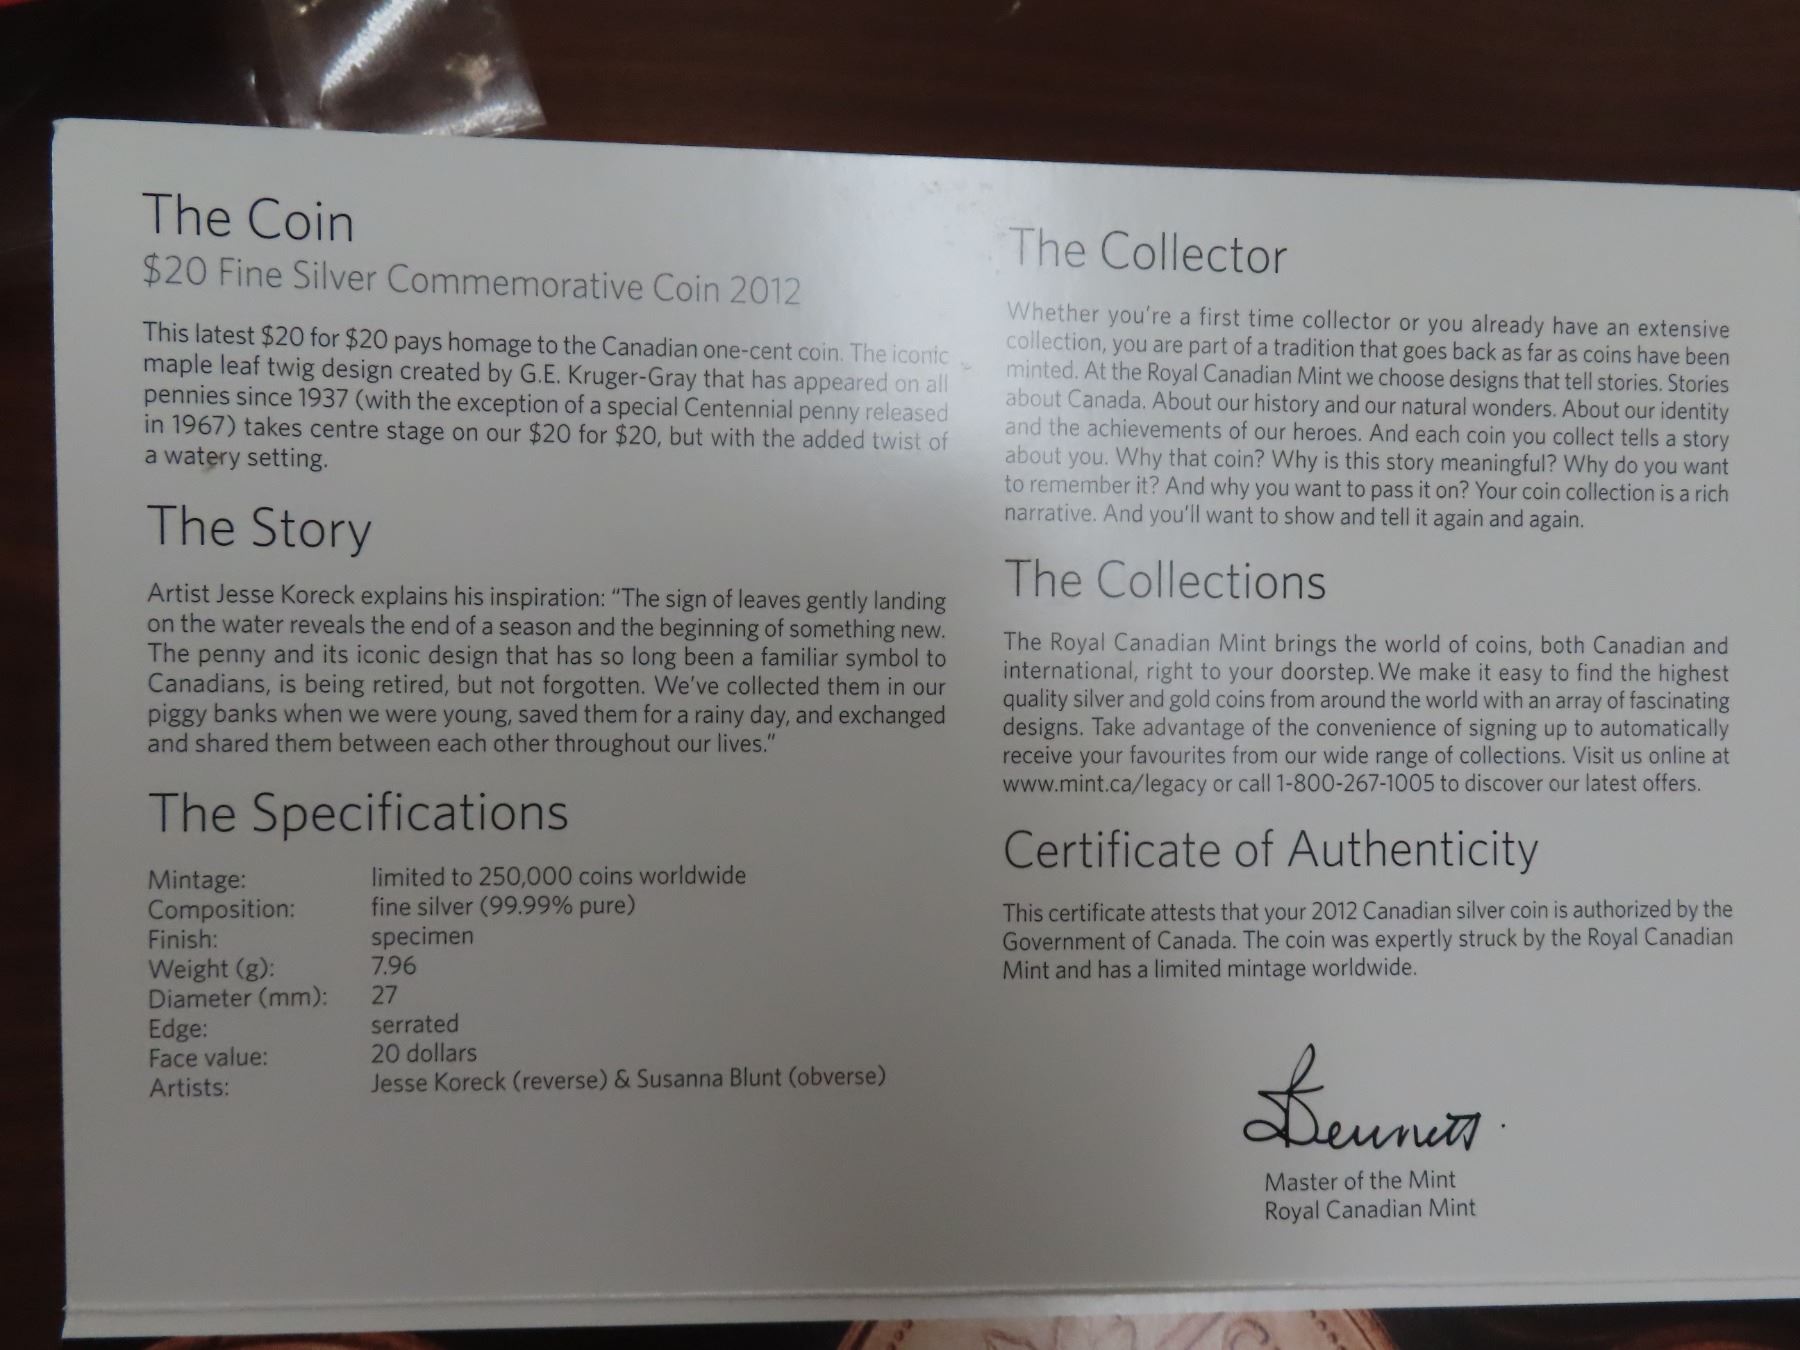 The Coin
$20 Fine Silver Commemorative Coin 2012
This latest $20 for $20 pays homage to the Canadian one-cent coin. The iconic
maple leaf twig design created by G.E. Kruger-Gray that has appeared on all
pennies since 1937 (with the exception of a special Centennial penny released
in 1967) takes centre stage on our $20 for $20, but with the added twist of
a watery setting.
The Story
Artist Jesse Koreck explains his inspiration: “The sign of leaves gently landing
on the water reveals the end of a season and the beginning of something new.
The penny and its iconic design that has so long been a familiar symbol to
Canadians, is being retired, but not forgotten. We've collected them in our
piggy banks when we were young, saved them for a rainy day, and exchanged
and shared them between each other throughout our lives.”
The Specifications
Mintage: limited to 250,000 coins worldwide
Composition: fine silver (99.99% pure)
Finish: specimen
Weight (g): 7.96
Diameter (mm): 27
Edge: serrated
Face value: 20 dollars
Artists: Jesse Koreck (reverse) & Susanna Blunt (obverse)
The Collector
Whether you're a first time collector or you already have an extensive
collection, you are part of a tradition that goes back as far as coins have been
minted. At the Royal Canadian Mint we choose designs that tell stories. Stories
about Canada. About our history and our natural wonders. About our identity
and the achievements of our heroes. And each coin you collect tells a story
about you. Why that coin? Why is this story meaningful? Why do you want
to remember it? And why you want to pass it on? Your coin collection is a rich
narrative. And you'll want to show and tell it again and again.
The Collections
The Royal Canadian Mint brings the world of coins, both Canadian and
international, right to your doorstep. We make it easy to find the highest
quality silver and gold coins from around the world with an array of fascinating
designs. Take advantage of the convenience of signing up to automatically
receive your favourites from our wide range of collections. Visit us online at
www.mint.ca/legacy or call 1-800-267-1005 to discover our latest offers.
Certificate of Authenticity
This certificate attests that your 2012 Canadian silver coin is authorized by the
Government of Canada. The coin was expertly struck by the Royal Canadian
Mint and has a limited mintage worldwide.
Bennett
Master of the Mint
Royal Canadian Mint